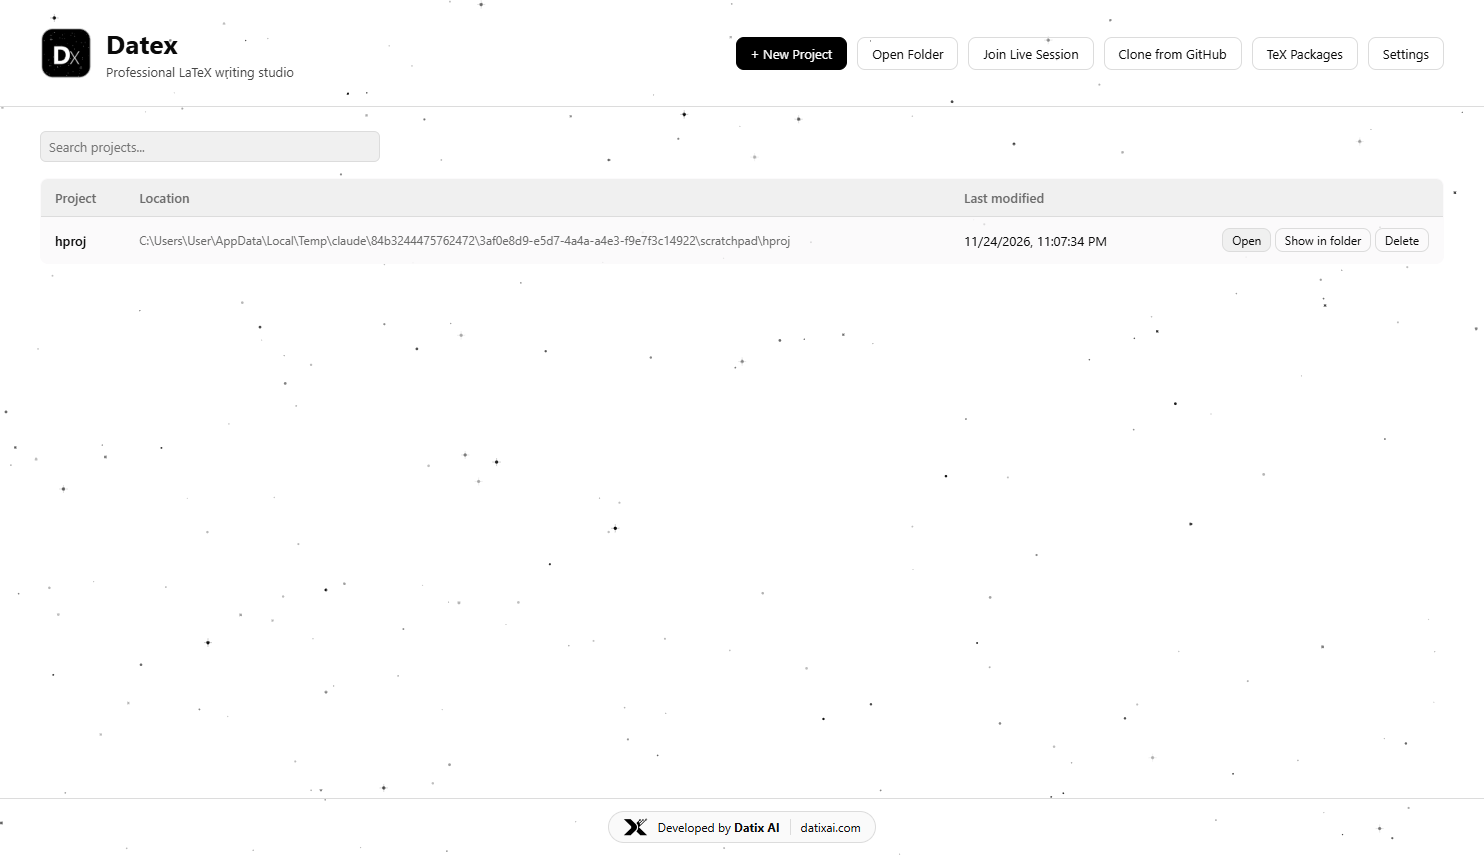 Dx
Datex
Professional LaTeX writing studio
+ New Project
Open Folder
Join Live Session
Clone from GitHub
TeX Packages
Settings
Search projects...
Project Location Last modified
hproj C:\Users\User\AppData\Local\Temp\claude\84b3244475762472\3af0e8d9-e5d7-4a4a-a4e3-f9e7f3c14922\scratchpad\hproj 11/24/2026, 11:07:34 PM Open Show in folder Delete
Developed by Datix AI datixai.com